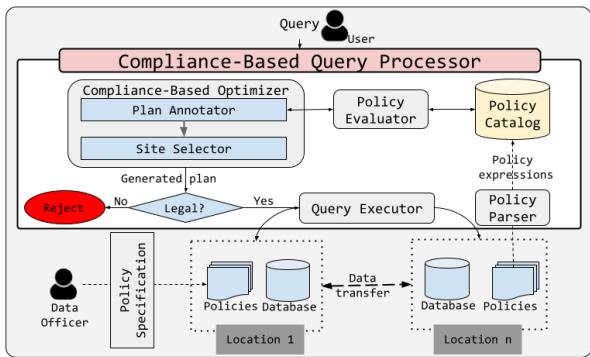 Query
User
Compliance-Based Query Processor
Compliance-Based Optimizer
Plan Annotator
Site Selector
Policy
Evaluator
Policy
Catalog
Generated plan
Policy
expressions
Reject
No
Legal?
Yes
Query Executor
Policy
Parser
Data
Officer
Policy
Specification
Policies
Database
Location 1
Data
transfer
Database
Policies
Location n